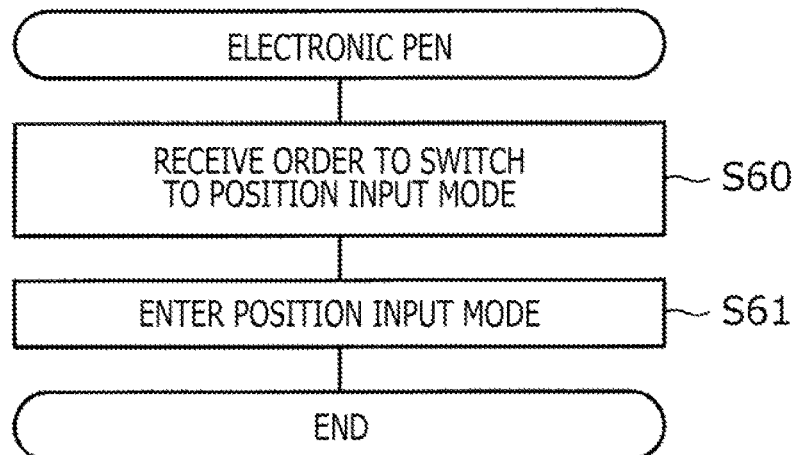 ELECTRONIC PEN
RECEIVE ORDER TO SWITCH
TO POSITION INPUT MODE
S60
ENTER POSITION INPUT MODE
S61
END